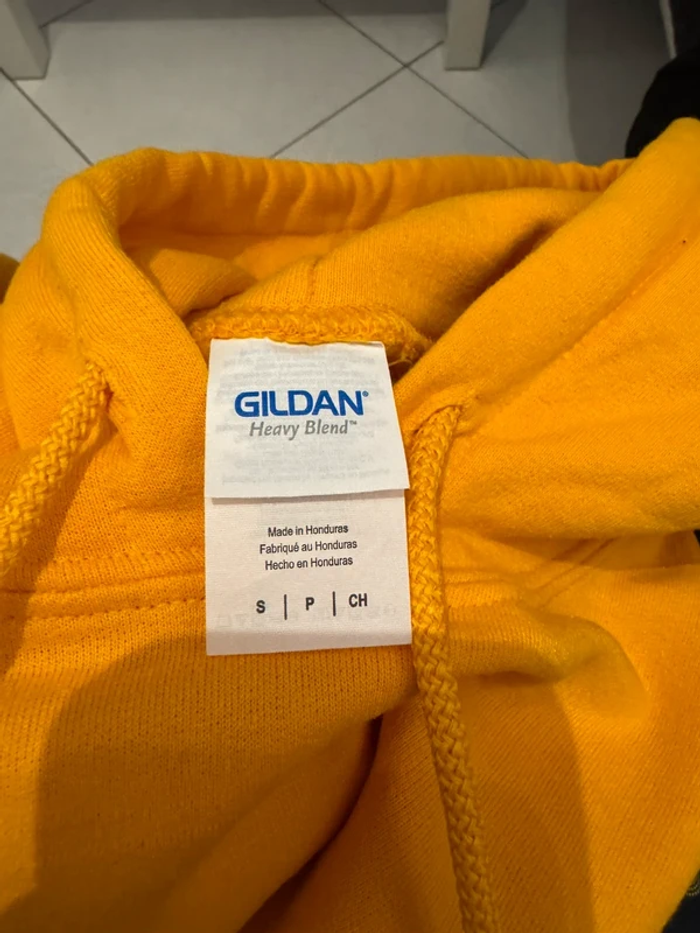 GILDAN®
Heavy Blend™
Made in Honduras
Fabriqué au Honduras
Hecho en Honduras
S | P | CH